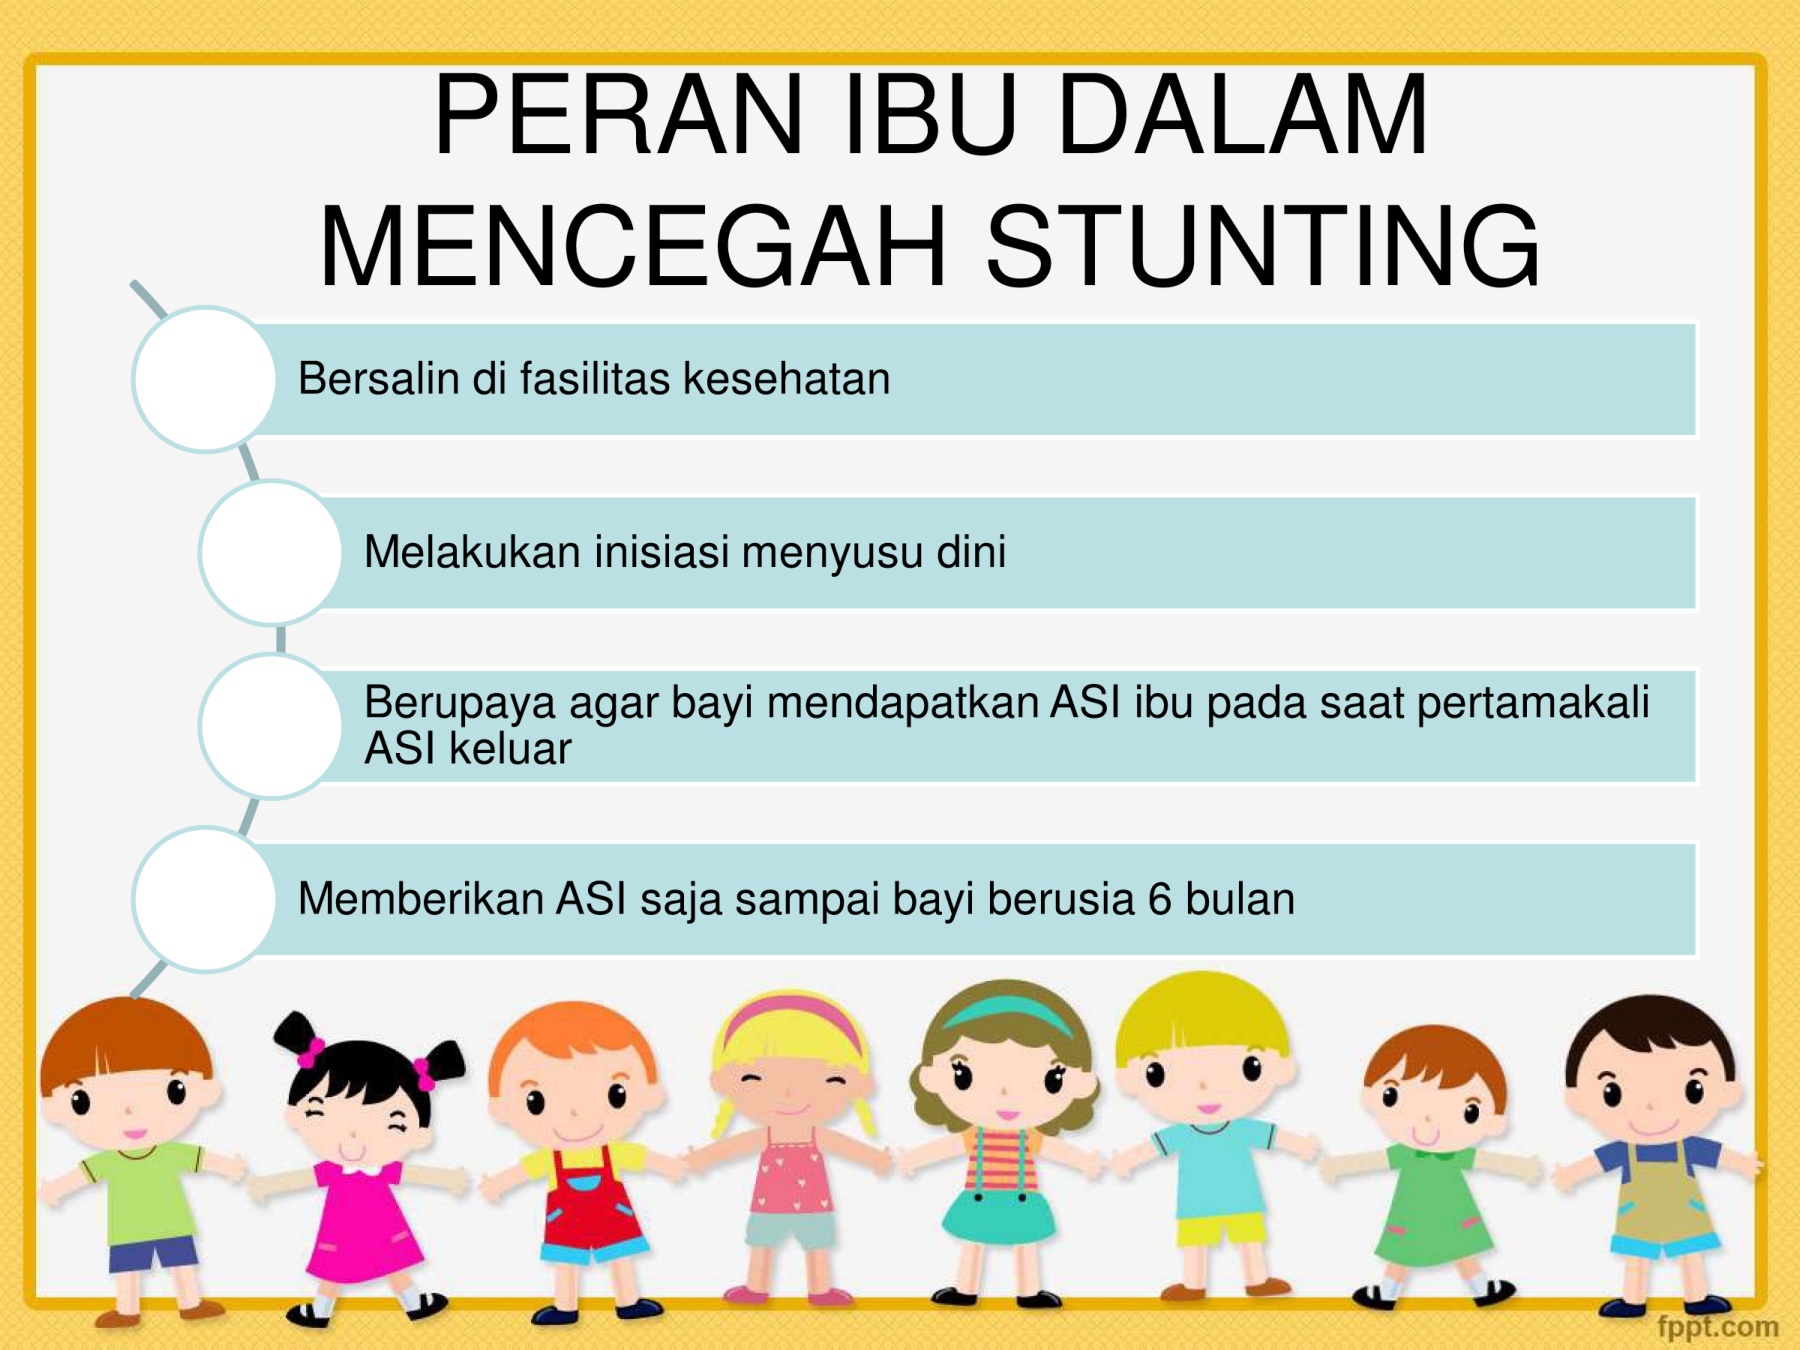 PERAN IBU DALAM
MENCEGAH STUNTING
Bersalin di fasilitas kesehatan
Melakukan inisiasi menyusu dini
Berupaya agar bayi mendapatkan ASI ibu pada saat pertamakali
ASI keluar
Memberikan ASI saja sampai bayi berusia 6 bulan
fppt.com